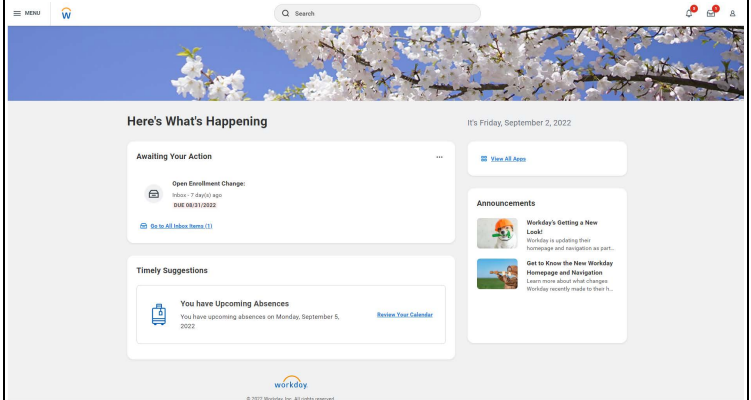 MENU
Search
Here's What's Happening
It's Friday, September 2, 2022
Awaiting Your Action
Open Enrollment Change:
Inbox - 7 day(s) ago
DUE 08/31/2022
Go to All Inbox Items (1)
View All Apps
Announcements
Workday's Getting a New
Look!
Workday is updating their
homepage and navigation as part...
Get to Know the New Workday
Homepage and Navigation
Learn more about what changes
Workday recently made to their h...
Timely Suggestions
You have Upcoming Absences
You have upcoming absences on Monday, September 5,
2022
Review Your Calendar
workday
© 2022 Workday, Inc. All rights reserved